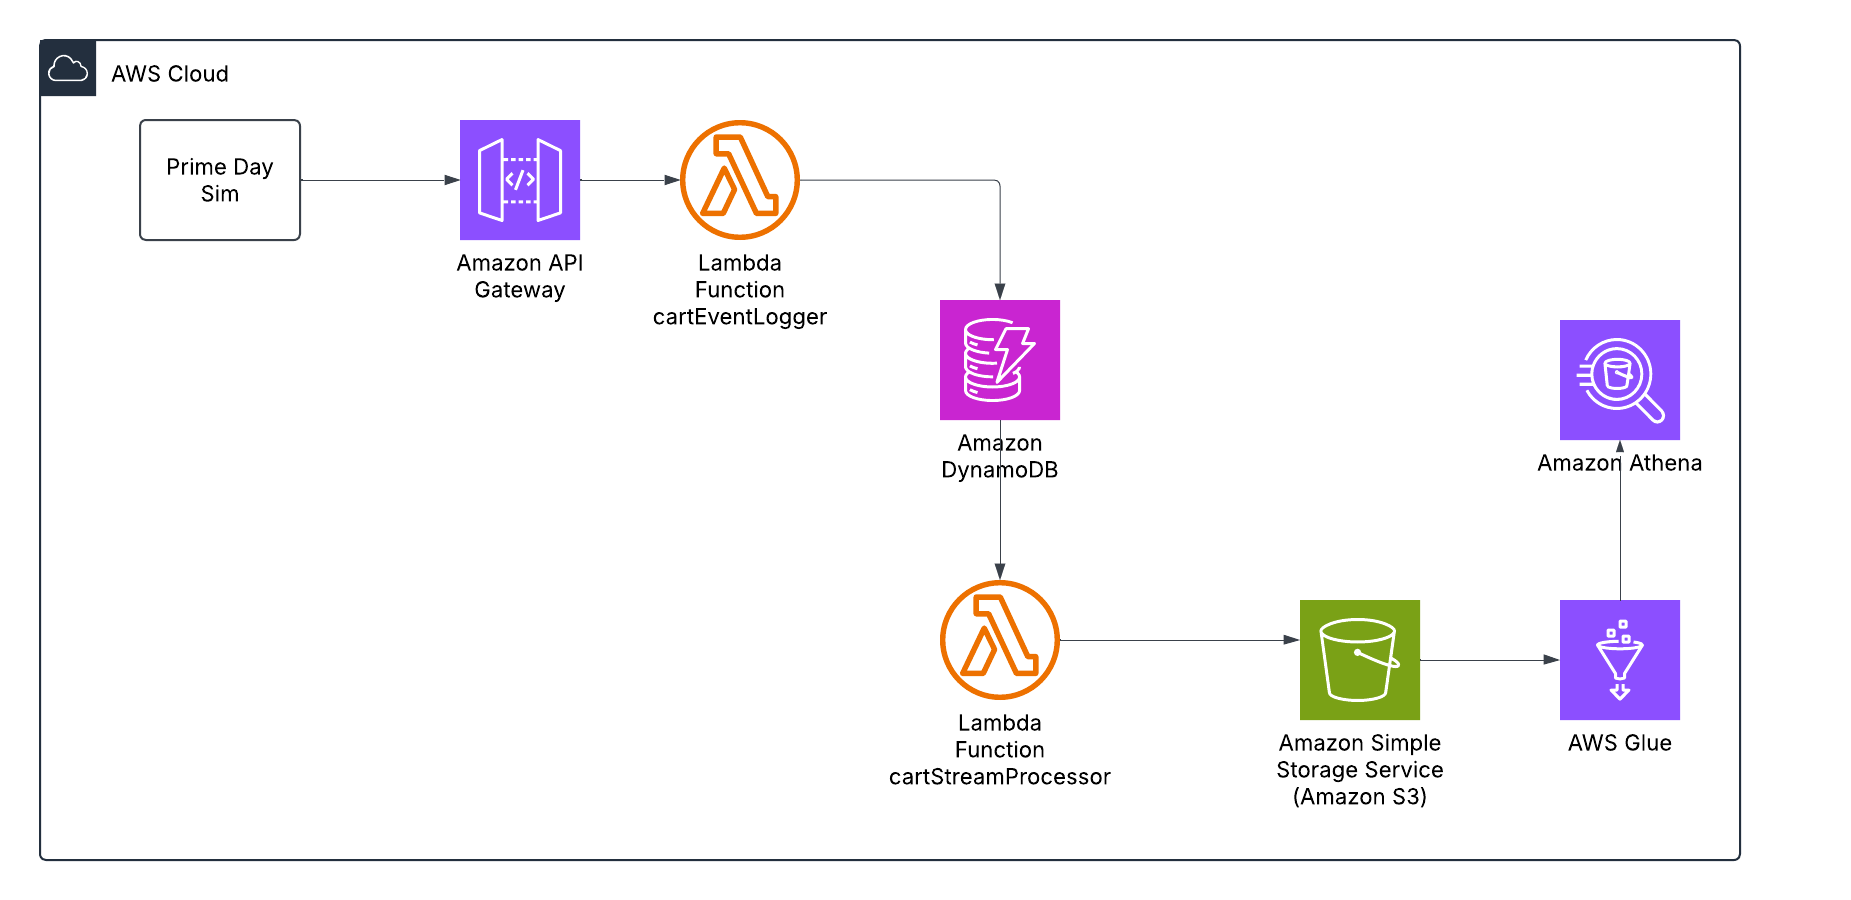 AWS Cloud
Prime Day
Sim
Amazon API
Gateway
Lambda
Function
cartEventLogger
Amazon
DynamoDB
Amazon Athena
Lambda
Function
cartStreamProcessor
Amazon Simple
Storage Service
(Amazon S3)
AWS Glue